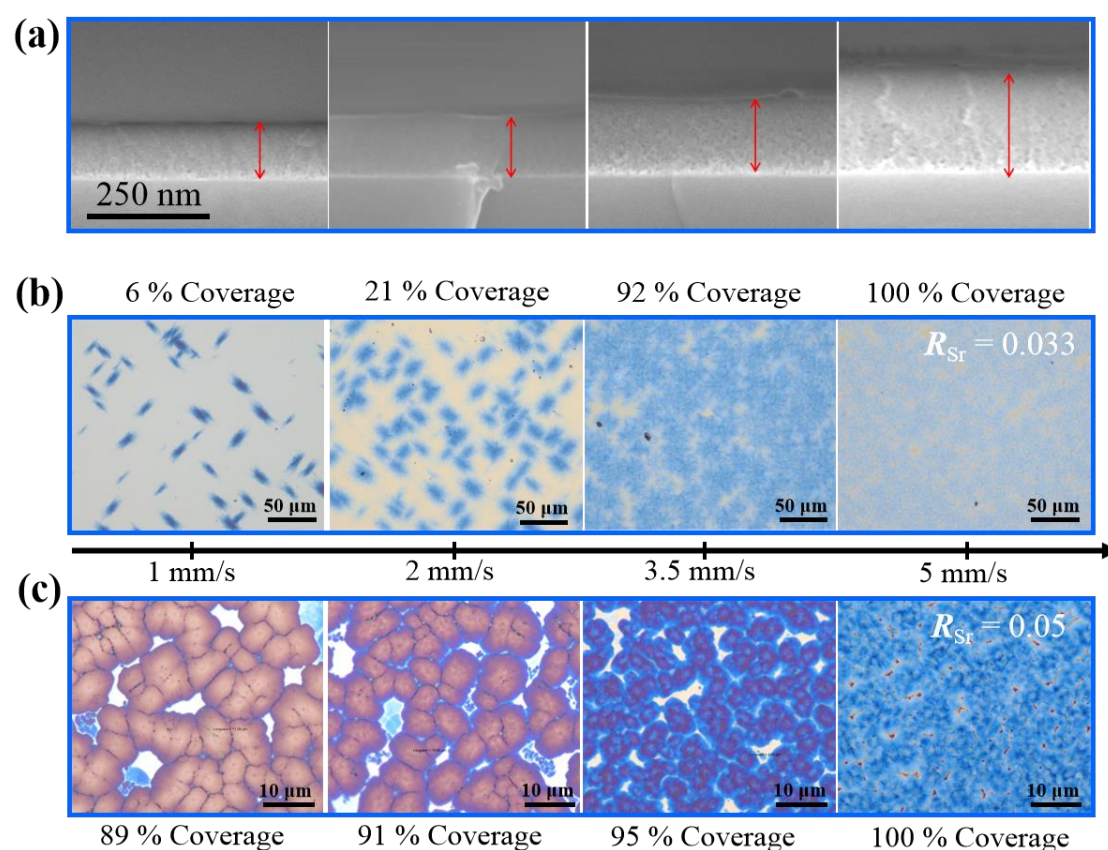 (a)
250 nm
(b)
6 % Coverage
21 % Coverage
92 % Coverage
100 % Coverage
R_Sr = 0.033
50 µm
50 µm
50 µm
50 µm
1 mm/s
2 mm/s
3.5 mm/s
5 mm/s
(c)
R_Sr = 0.05
10 µm
10 µm
10 µm
10 µm
89 % Coverage
91 % Coverage
95 % Coverage
100 % Coverage